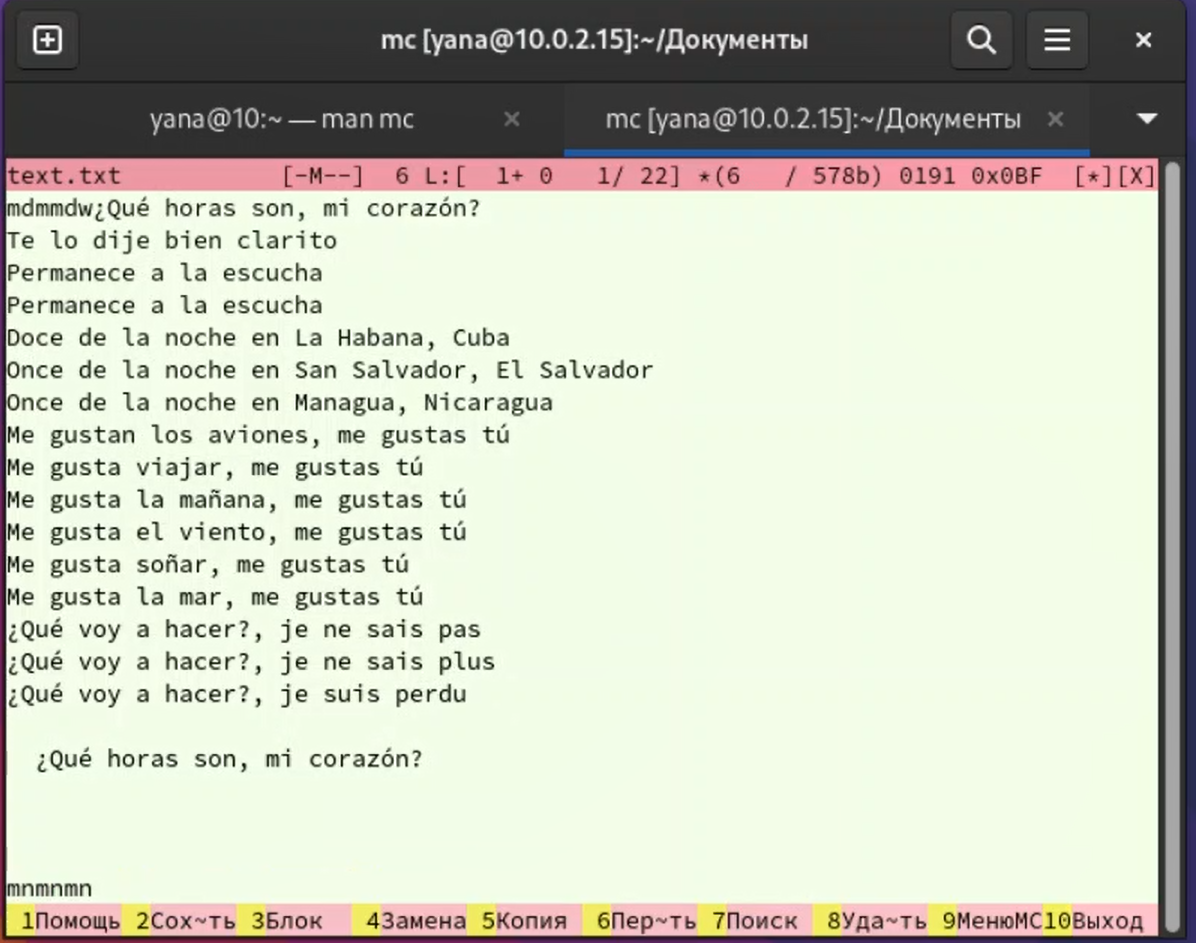 mc [yana@10.0.2.15]:~/Документы
yana@10:~ — man mc
mc [yana@10.0.2.15]:~/Документы
text.txt [-M--] 6 L:[ 1+ 0 1/ 22] *(6 / 578b) 0191 0x0BF [*][X]
mdmmdw¿Qué horas son, mi corazón?
Te lo dije bien clarito
Permanece a la escucha
Permanece a la escucha
Doce de la noche en La Habana, Cuba
Once de la noche en San Salvador, El Salvador
Once de la noche en Managua, Nicaragua
Me gustan los aviones, me gustas tú
Me gusta viajar, me gustas tú
Me gusta la mañana, me gustas tú
Me gusta el viento, me gustas tú
Me gusta soñar, me gustas tú
Me gusta la mar, me gustas tú
¿Qué voy a hacer?, je ne sais pas
¿Qué voy a hacer?, je ne sais plus
¿Qué voy a hacer?, je suis perdu
¿Qué horas son, mi corazón?
mnmnmn
1Помощь 2Сох~ть 3Блок 4Замена 5Копия 6Пер~ть 7Поиск 8Уда~ть 9МенюMC10Выход